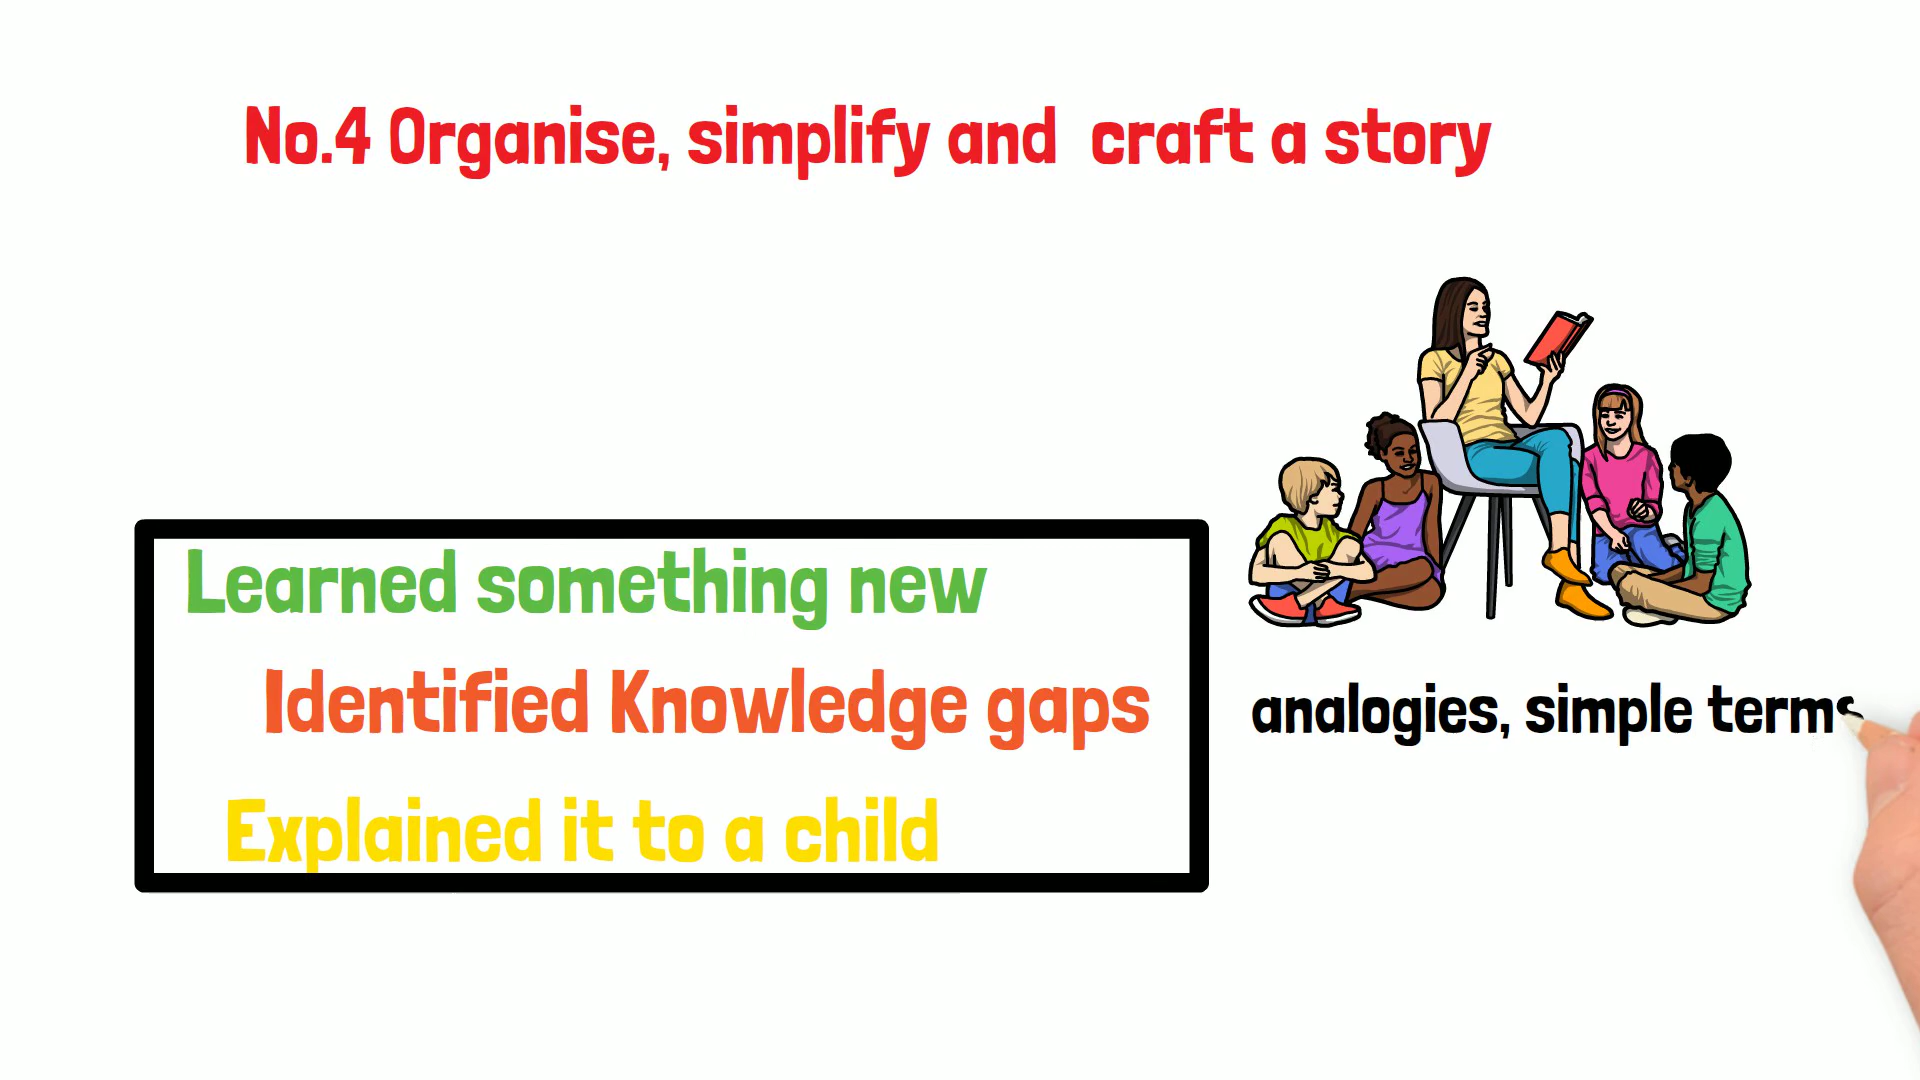 No.4 Organise, simplify and craft a story
Learned something new
Identified Knowledge gaps
Explained it to a child
analogies, simple terms